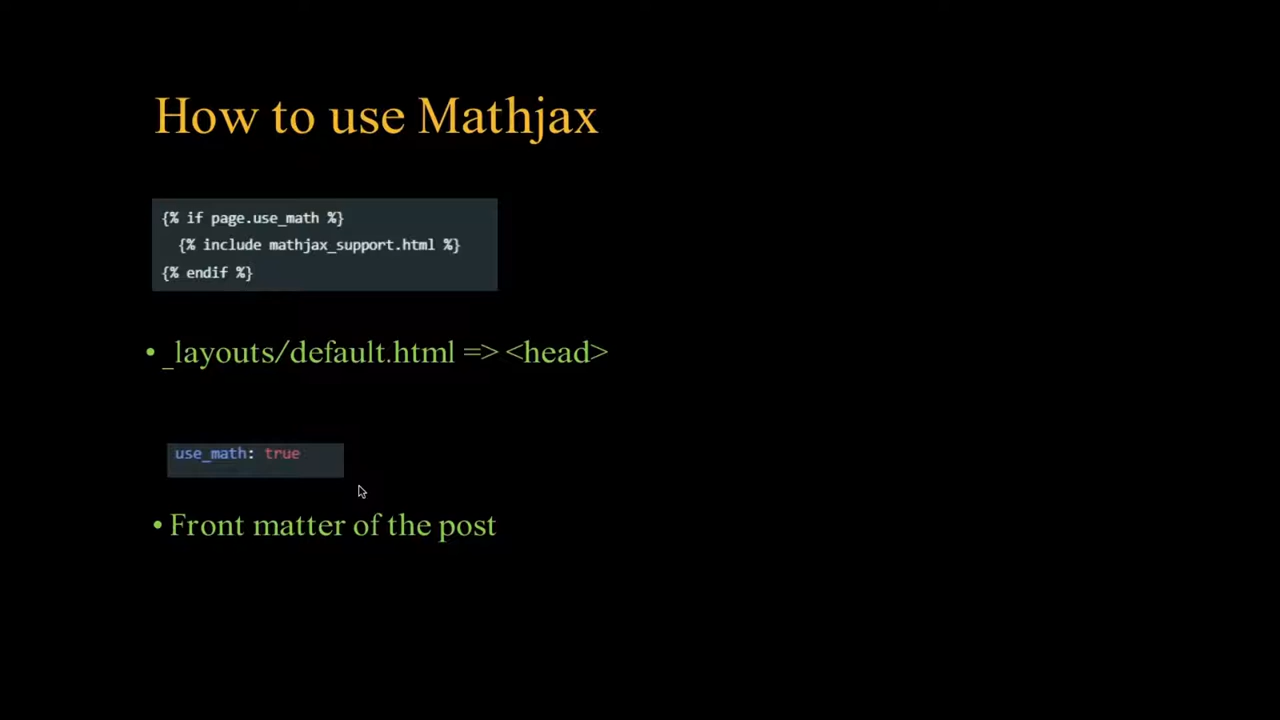 How to use Mathjax
{% if page.use_math %}
{% include mathjax_support.html %}
{% endif %}
• _layouts/default.html => <head>
use_math: true
• Front matter of the post